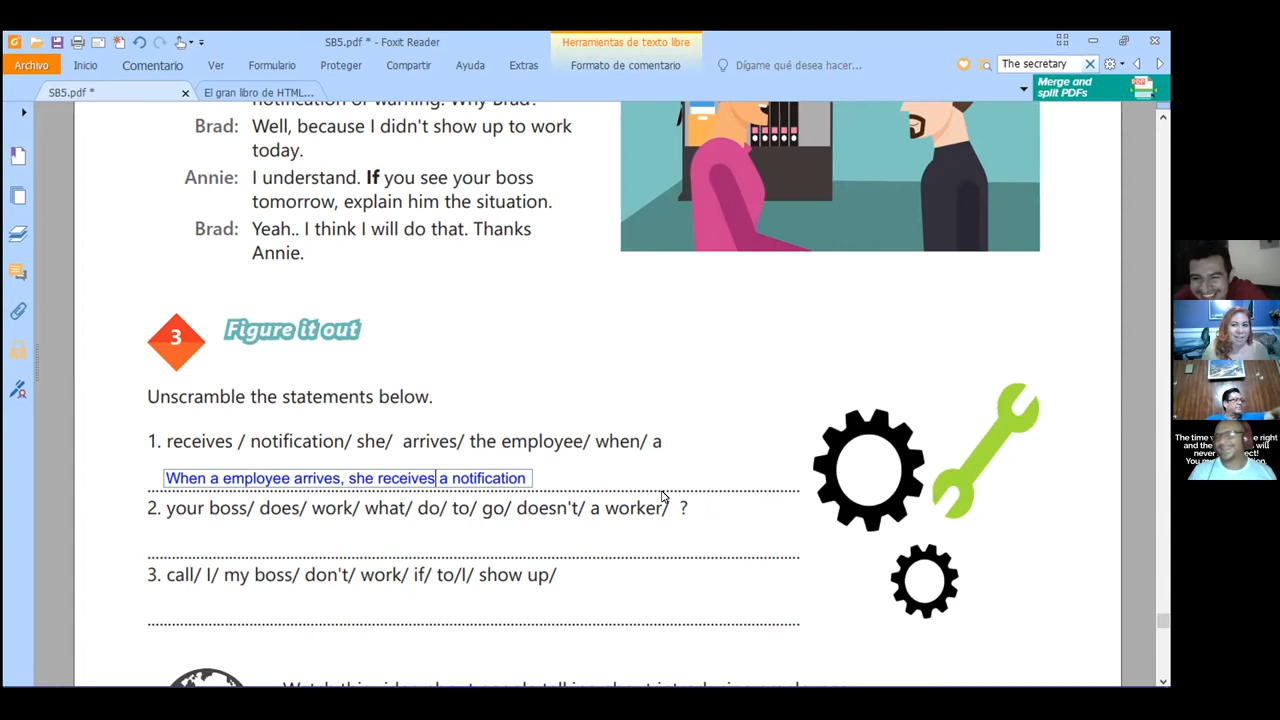 SB5.pdf * - Foxit Reader
Herramientas de texto libre
Archivo Inicio Comentario Ver Formulario Proteger Compartir Ayuda Extras Formato de comentario Dígame qué desea hacer... The secretary
SB5.pdf * El gran libro de HTML...
Merge and
split PDFs
notification or warning. Why Brad?
Brad: Well, because I didn't show up to work
today.
Annie: I understand. If you see your boss
tomorrow, explain him the situation.
Brad: Yeah.. I think I will do that. Thanks
Annie.
3 Figure it out
Unscramble the statements below.
1. receives / notification/ she/ arrives/ the employee/ when/ a
When a employee arrives, she receives a notification
2. your boss/ does/ work/ what/ do/ to/ go/ doesn't/ a worker/ ?
3. call/ I/ my boss/ don't/ work/ if/ to/I/ show up/